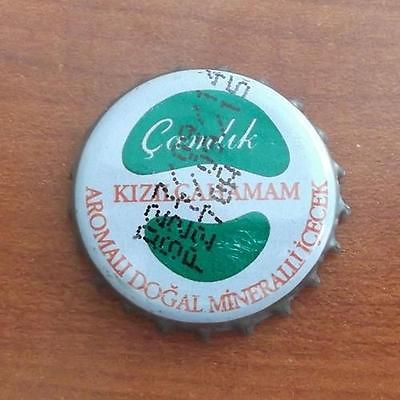 Çamlık
KIZILCAHAMAM
AROMALI DOĞAL MİNERALLİ İÇECEK